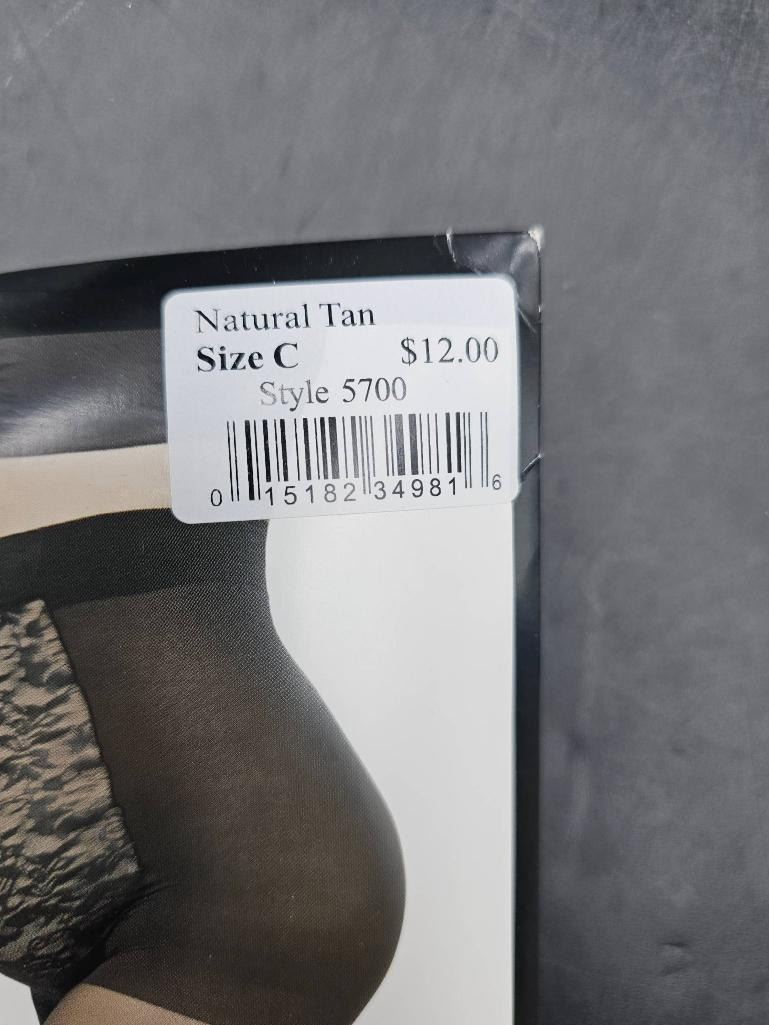 Natural Tan
Size C $12.00
Style 5700
0 15182 34981 6